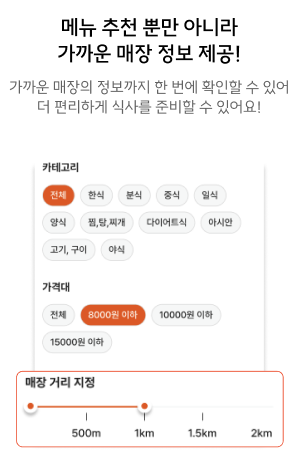 메뉴 추천 뿐만 아니라
가까운 매장 정보 제공!
가까운 매장의 정보까지 한 번에 확인할 수 있어
더 편리하게 식사를 준비할 수 있어요!
카테고리
전체 한식 분식 중식 일식
양식 찜,탕,찌개 다이어트식 아시안
고기, 구이 야식
가격대
전체 8000원 이하 10000원 이하
15000원 이하
매장 거리 지정
500m 1km 1.5km 2km